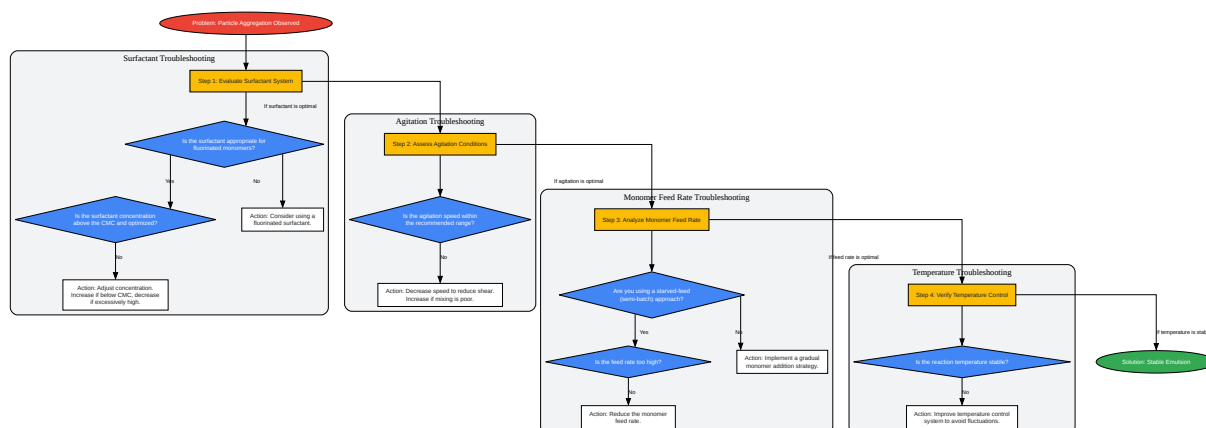 Problem: Particle Aggregation Observed
Surfactant Troubleshooting
Step 1: Evaluate Surfactant System
If surfactant is optimal
Is the surfactant appropriate for
fluorinated monomers?
Yes
No
Is the surfactant concentration
above the CMC and optimized?
Action: Consider using a
fluorinated surfactant.
No
Action: Adjust concentration.
Increase if below CMC, decrease
if excessively high.
Agitation Troubleshooting
Step 2: Assess Agitation Conditions
If agitation is optimal
Is the agitation speed within
the recommended range?
No
Action: Decrease speed to reduce shear.
Increase if mixing is poor.
Monomer Feed Rate Troubleshooting
Step 3: Analyze Monomer Feed Rate
If feed rate is optimal
Are you using a starved-feed
(semi-batch) approach?
Yes
No
Is the feed rate too high?
Action: Implement a gradual
monomer addition strategy.
No
Action: Reduce the monomer
feed rate.
Temperature Troubleshooting
Step 4: Verify Temperature Control
If temperature is stab
Is the reaction temperature stable?
Solution: Stable Emulsion
No
Action: Improve temperature control
system to avoid fluctuations.